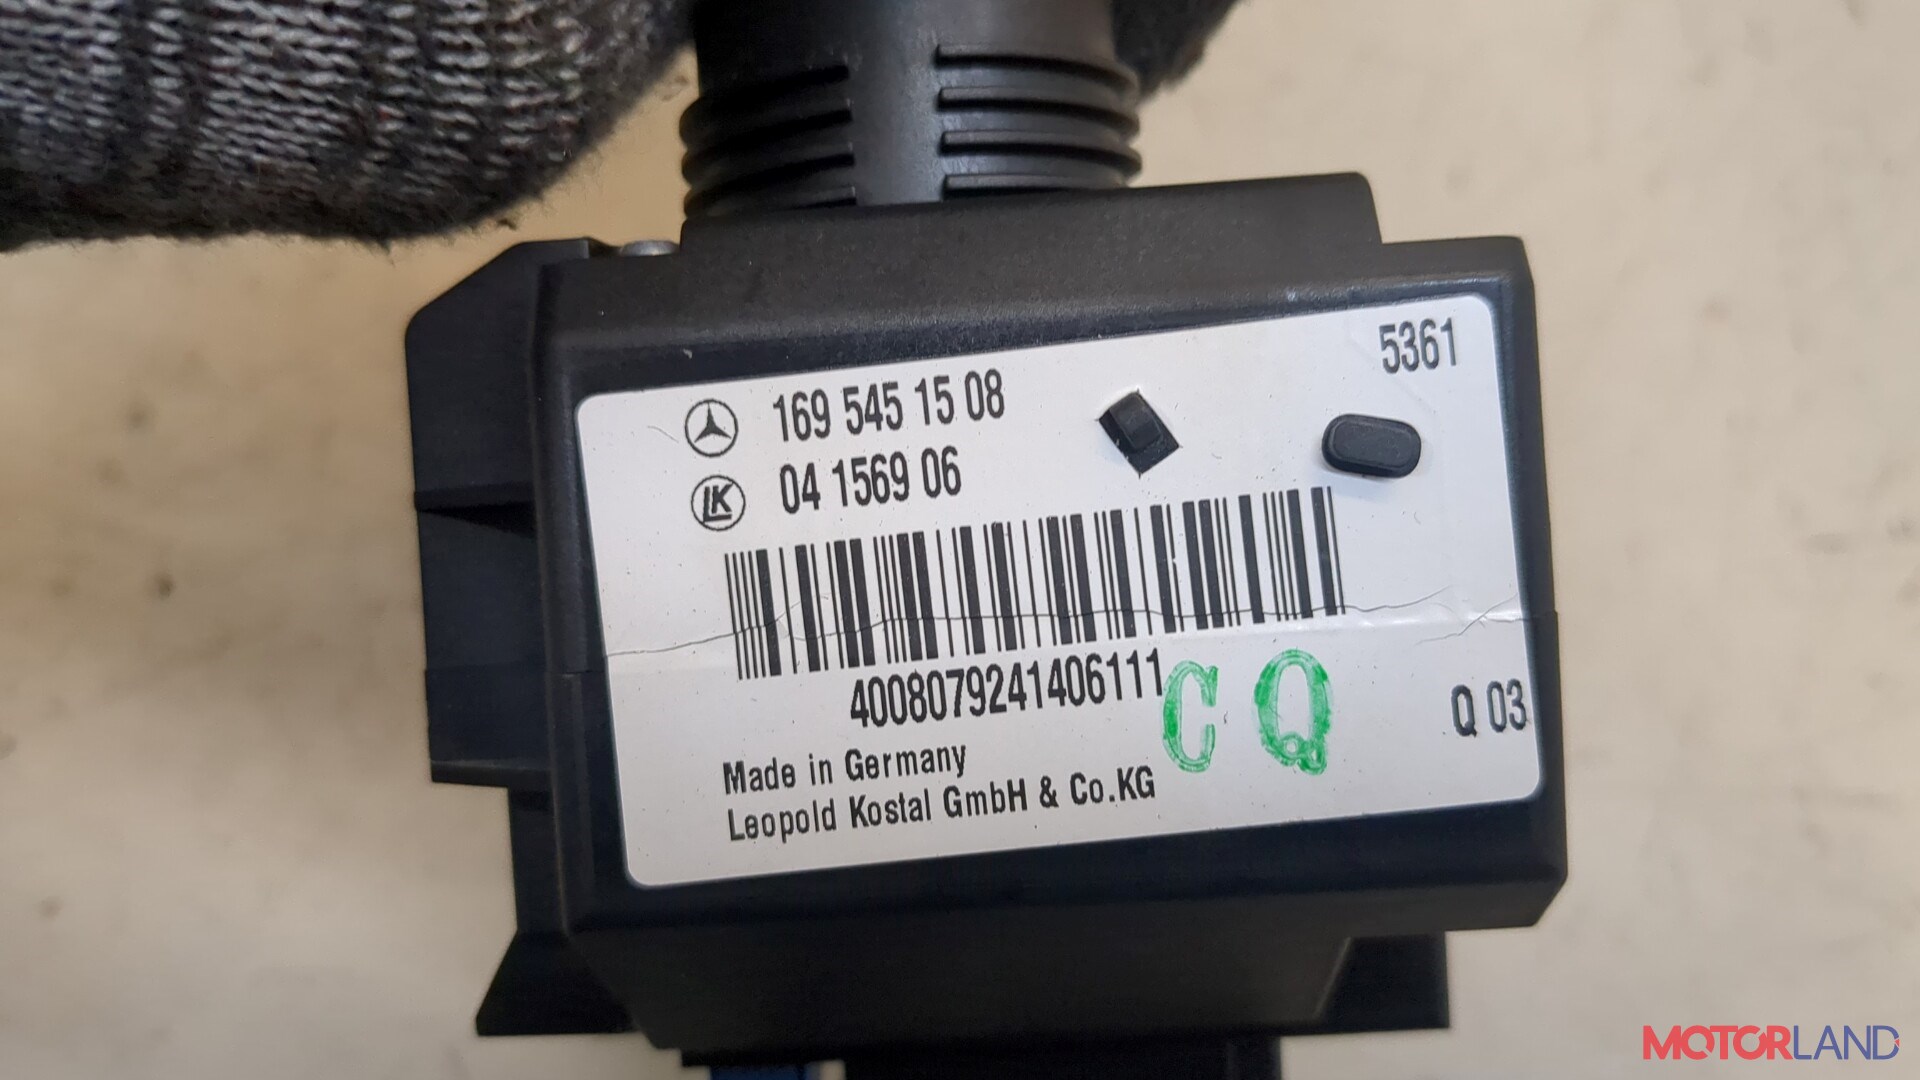 5361
169 545 15 08
LK 04 1569 06
4008079241406111
C Q
Q 03
Made in Germany
Leopold Kostal GmbH & Co.KG
MOTORLAND